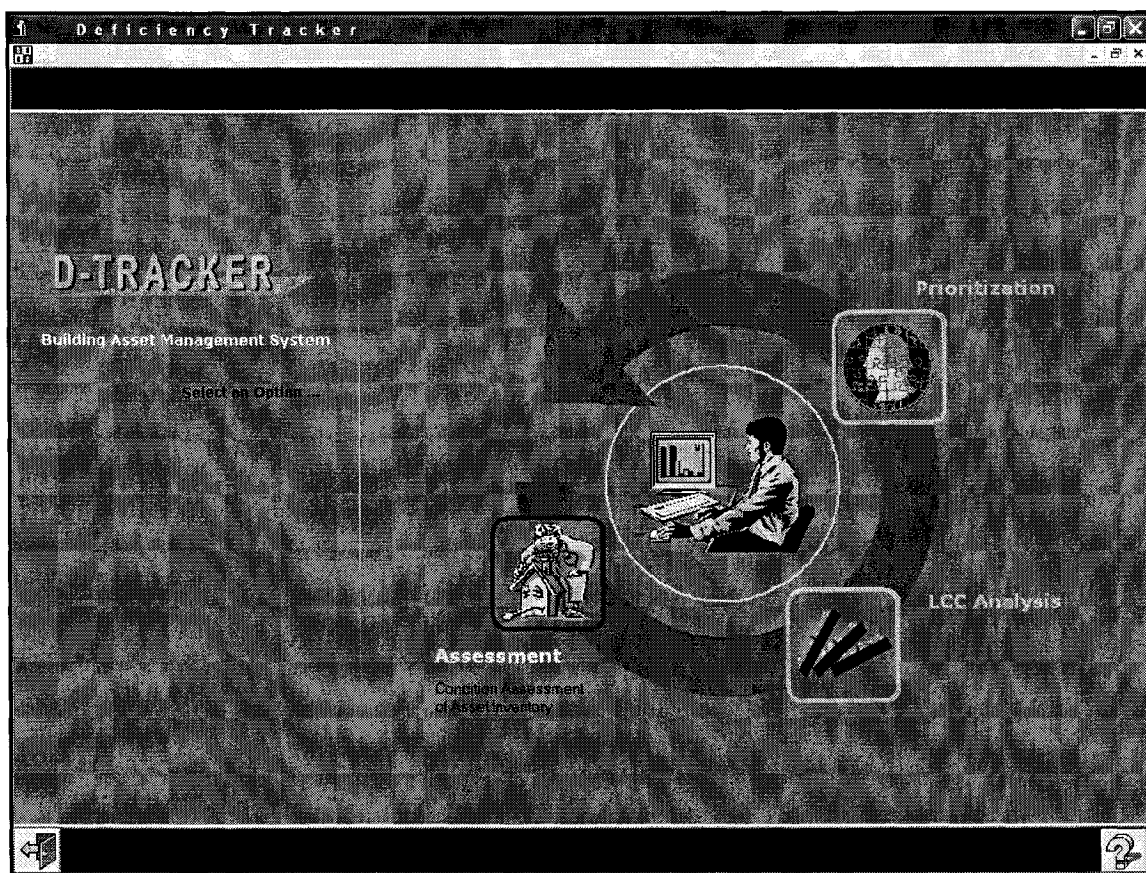 Deficiency Tracker
D-TRACKER
Building Asset Management System
Select an Option ...
Prioritization
LCC Analysis
Assessment
Condition Assessment
of Asset Inventory